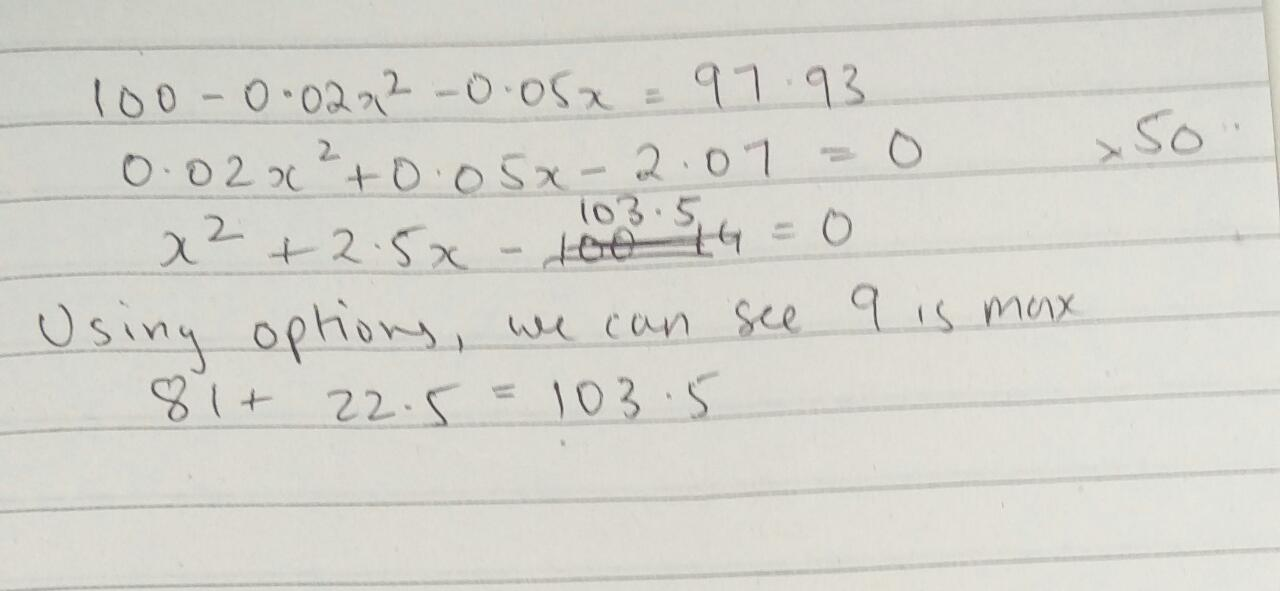 100 - 0.02x² - 0.05x = 97.93
0.02x² + 0.05x - 2.07 = 0 ×50
x² + 2.5x - 103.5 = 0
Using options, we can see 9 is max
81 + 22.5 = 103.5